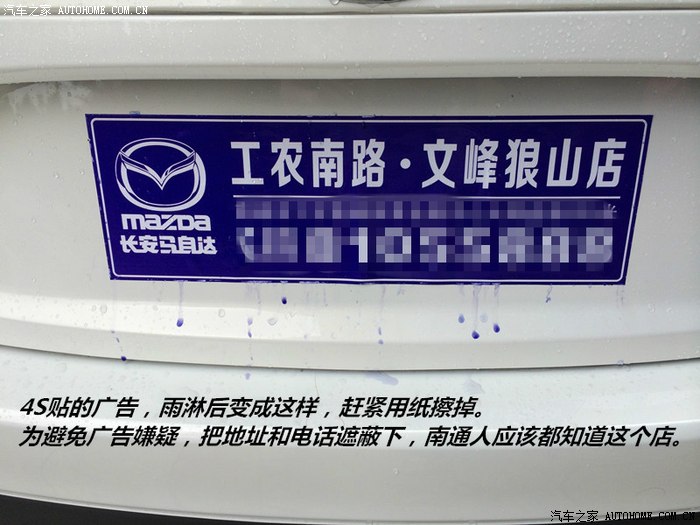 汽车之家 AUTOHOME.COM.CN
工农南路·文峰狼山店
mazda
长安马自达
4S贴的广告，雨淋后变成这样，赶紧用纸擦掉。
为避免广告嫌疑，把地址和电话遮蔽下，南通人应该都知道这个店。
汽车之家 AUTOHOME.COM.CN